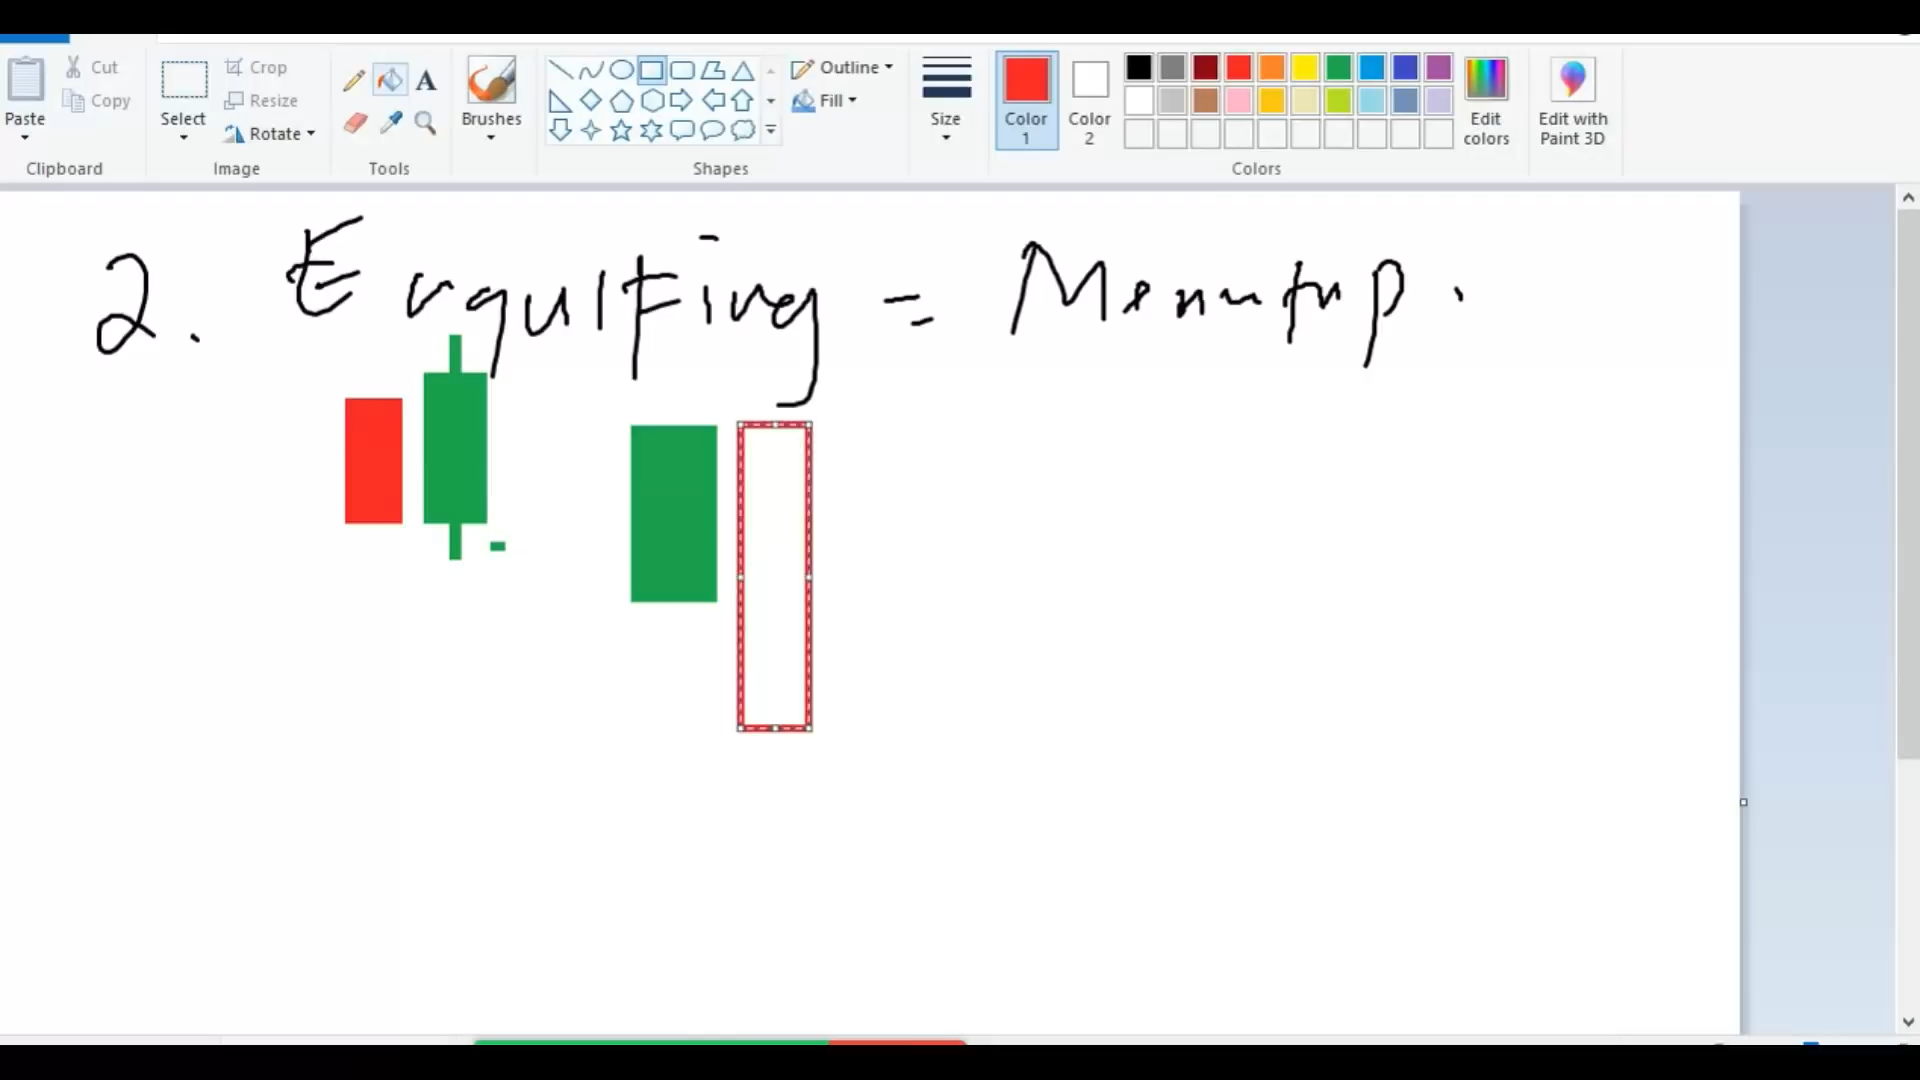 Cut
Copy
Paste
Clipboard
Crop
Resize
Rotate
Select
Image
A
Tools
Brushes
Outline
Fill
Shapes
Size
Color 1
Color 2
Edit colors
Edit with Paint 3D
Colors
2. Engulfing = Menutup .